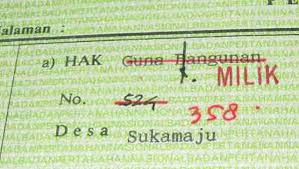 alaman :
a) HAK Guna Bangunan
MILIK
No. 524
358.
Desa Sukamaju